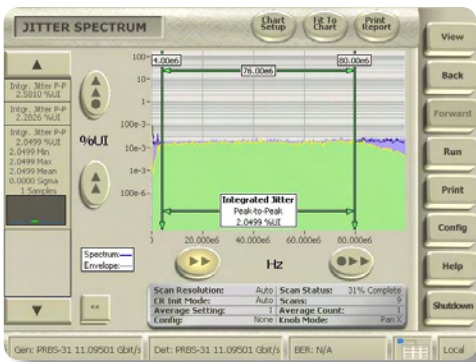 JITTER SPECTRUM
Chart Setup
Fit To Chart
Print Report
View
Back
Forward
Run
Print
Config
Help
Shutdown
Intgr. Jitter P-P
2.5810 %UI
Intgr. Jitter P-P
2.2826 %UI
Intgr. Jitter P-P
2.0499 %UI
2.0499 Min
2.0499 Max
2.0499 Mean
0.0000 Sigma
1 Samples
%UI
100
10
1
100e-3
10e-3
1e-3
100e-6
4.00e6
80.00e6
76.00e6
Integrated Jitter
Peak-to-Peak
2.0499 %UI
20.000e6
40.000e6
60.000e6
80.000e6
Hz
Spectrum:
Envelope:
<<
Scan Resolution: Auto
Scan Status: 31% Complete
CR Init Mode: Auto
Scans: 9
Average Setting: 1
Average Count: 1
Config: None
Knob Mode: Pan X
Gen: PRBS-31 11.09501 Gbit/s
Det: PRBS-31 11.09501 Gbit/s
BER: N/A
Local